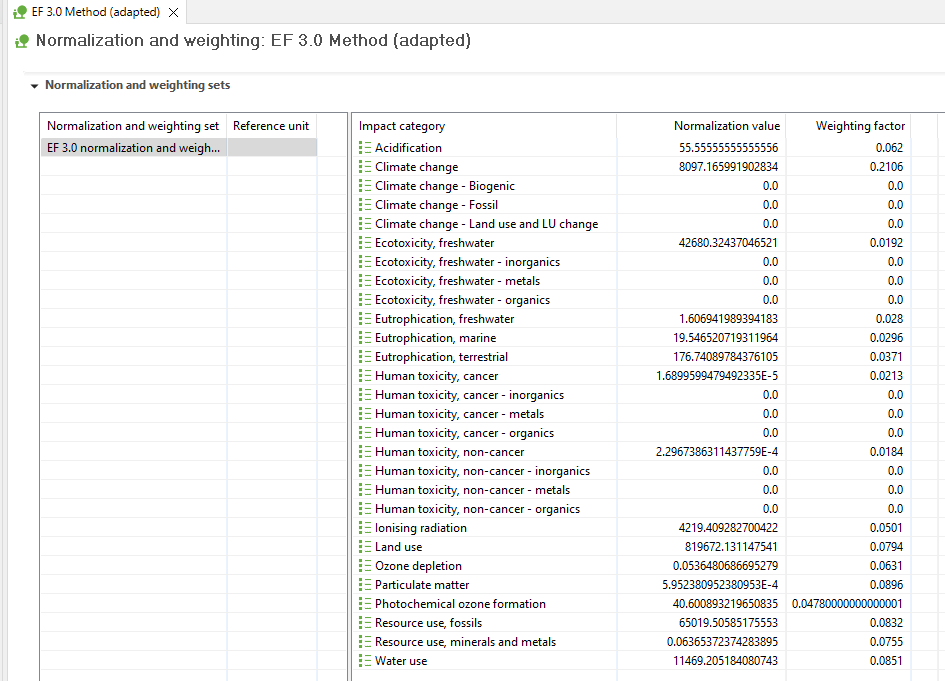 EF 3.0 Method (adapted)
Normalization and weighting: EF 3.0 Method (adapted)
Normalization and weighting sets
Normalization and weighting set Reference unit
EF 3.0 normalization and weigh...
Impact category Normalization value Weighting factor
Acidification 55.55555555555556 0.062
Climate change 8097.165991902834 0.2106
Climate change - Biogenic 0.0 0.0
Climate change - Fossil 0.0 0.0
Climate change - Land use and LU change 0.0 0.0
Ecotoxicity, freshwater 42680.32437046521 0.0192
Ecotoxicity, freshwater - inorganics 0.0 0.0
Ecotoxicity, freshwater - metals 0.0 0.0
Ecotoxicity, freshwater - organics 0.0 0.0
Eutrophication, freshwater 1.606941989394183 0.028
Eutrophication, marine 19.546520719311964 0.0296
Eutrophication, terrestrial 176.74089784376105 0.0371
Human toxicity, cancer 1.6899599479492335E-5 0.0213
Human toxicity, cancer - inorganics 0.0 0.0
Human toxicity, cancer - metals 0.0 0.0
Human toxicity, cancer - organics 0.0 0.0
Human toxicity, non-cancer 2.2967386311437759E-4 0.0184
Human toxicity, non-cancer - inorganics 0.0 0.0
Human toxicity, non-cancer - metals 0.0 0.0
Human toxicity, non-cancer - organics 0.0 0.0
Ionising radiation 4219.409282700422 0.0501
Land use 819672.131147541 0.0794
Ozone depletion 0.0536480686695279 0.0631
Particulate matter 5.952380952380953E-4 0.0896
Photochemical ozone formation 40.600893219650835 0.04780000000000001
Resource use, fossils 65019.50585175553 0.0832
Resource use, minerals and metals 0.06365372374283895 0.0755
Water use 11469.205184080743 0.0851